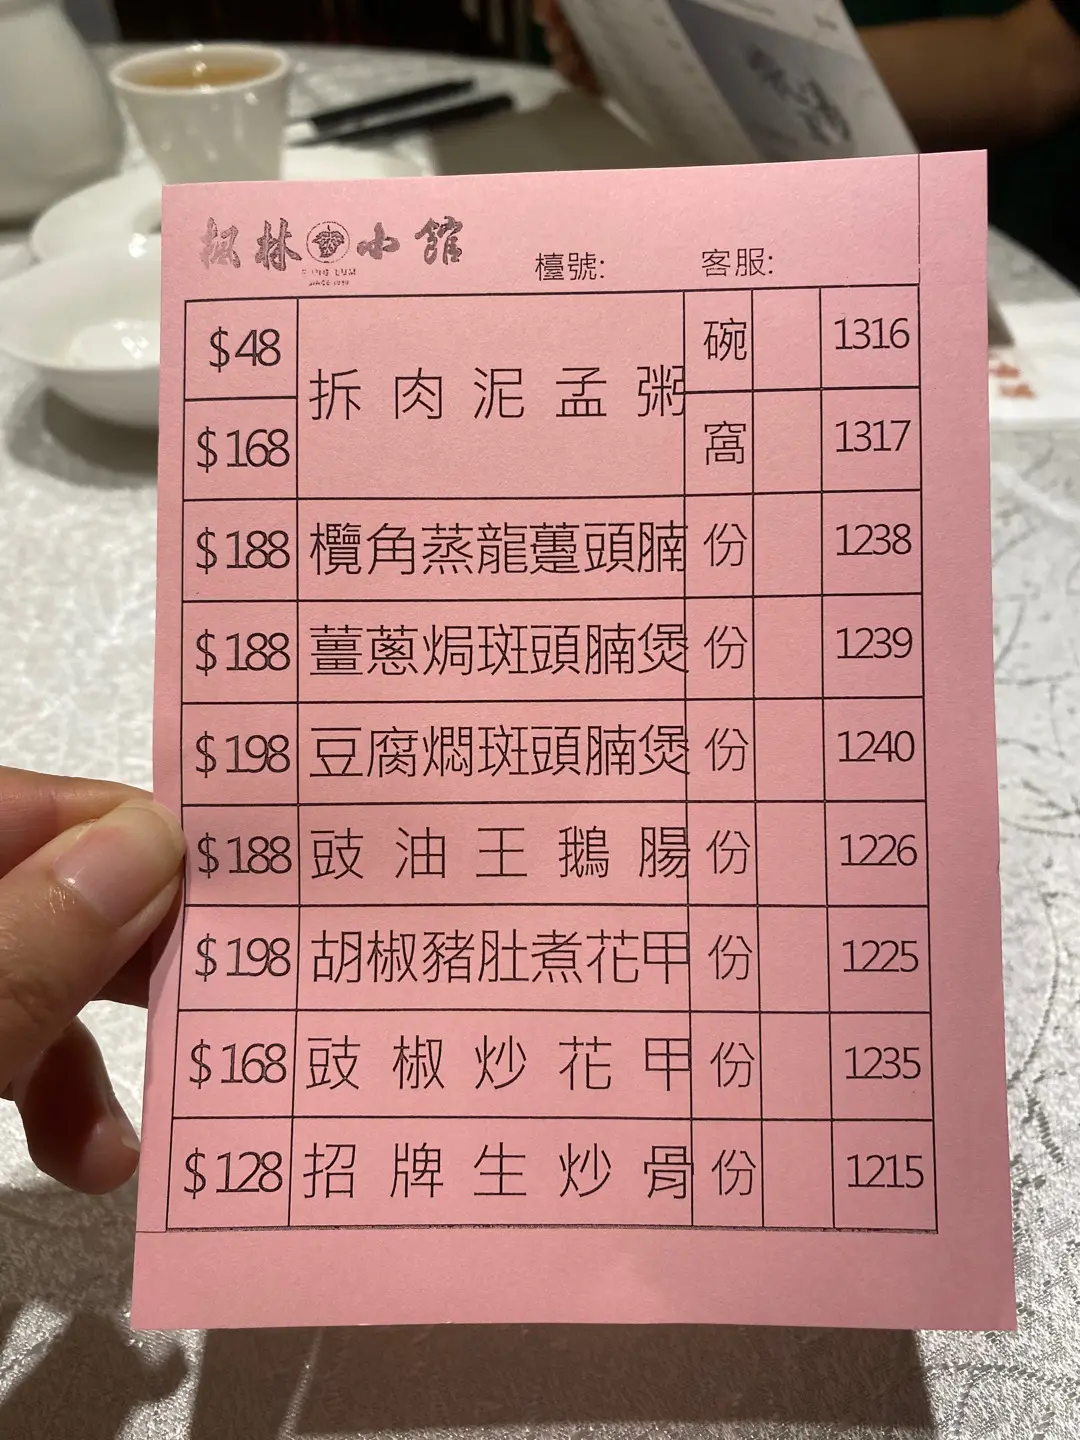 楓林小館
FUNG LUM
SINCE 19
檯號:
客服:
$48 拆肉泥孟粥 碗 1316
$168 窩 1317
$188 欖角蒸龍躉頭腩 份 1238
$188 薑蔥焗斑頭腩煲 份 1239
$198 豆腐燜斑頭腩煲 份 1240
$188 豉油王鵝腸 份 1226
$198 胡椒豬肚煮花甲 份 1225
$168 豉椒炒花甲 份 1235
$128 招牌生炒骨 份 1215